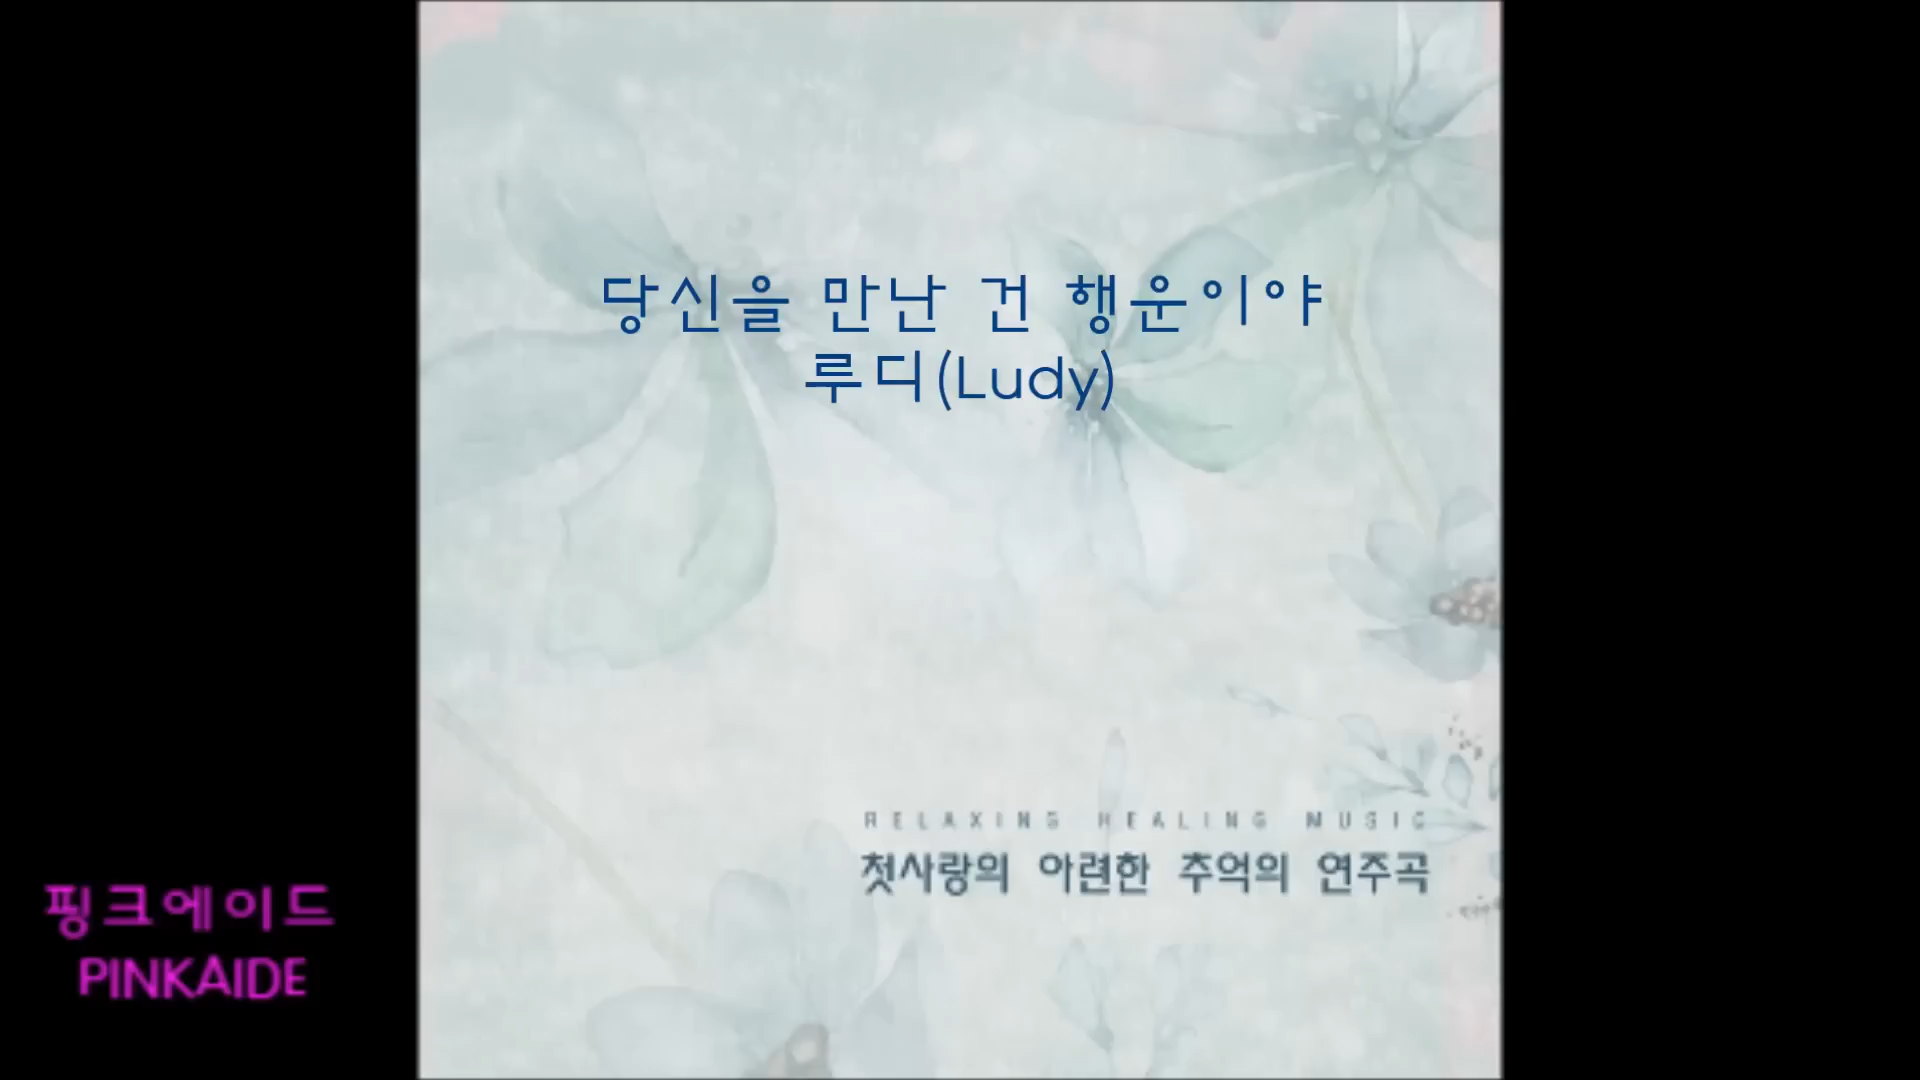 당신을 만난 건 행운이야
루디(Ludy)
RELAXING HEALING MUSIC
첫사랑의 아련한 추억의 연주곡
핑크에이드
PINKAIDE